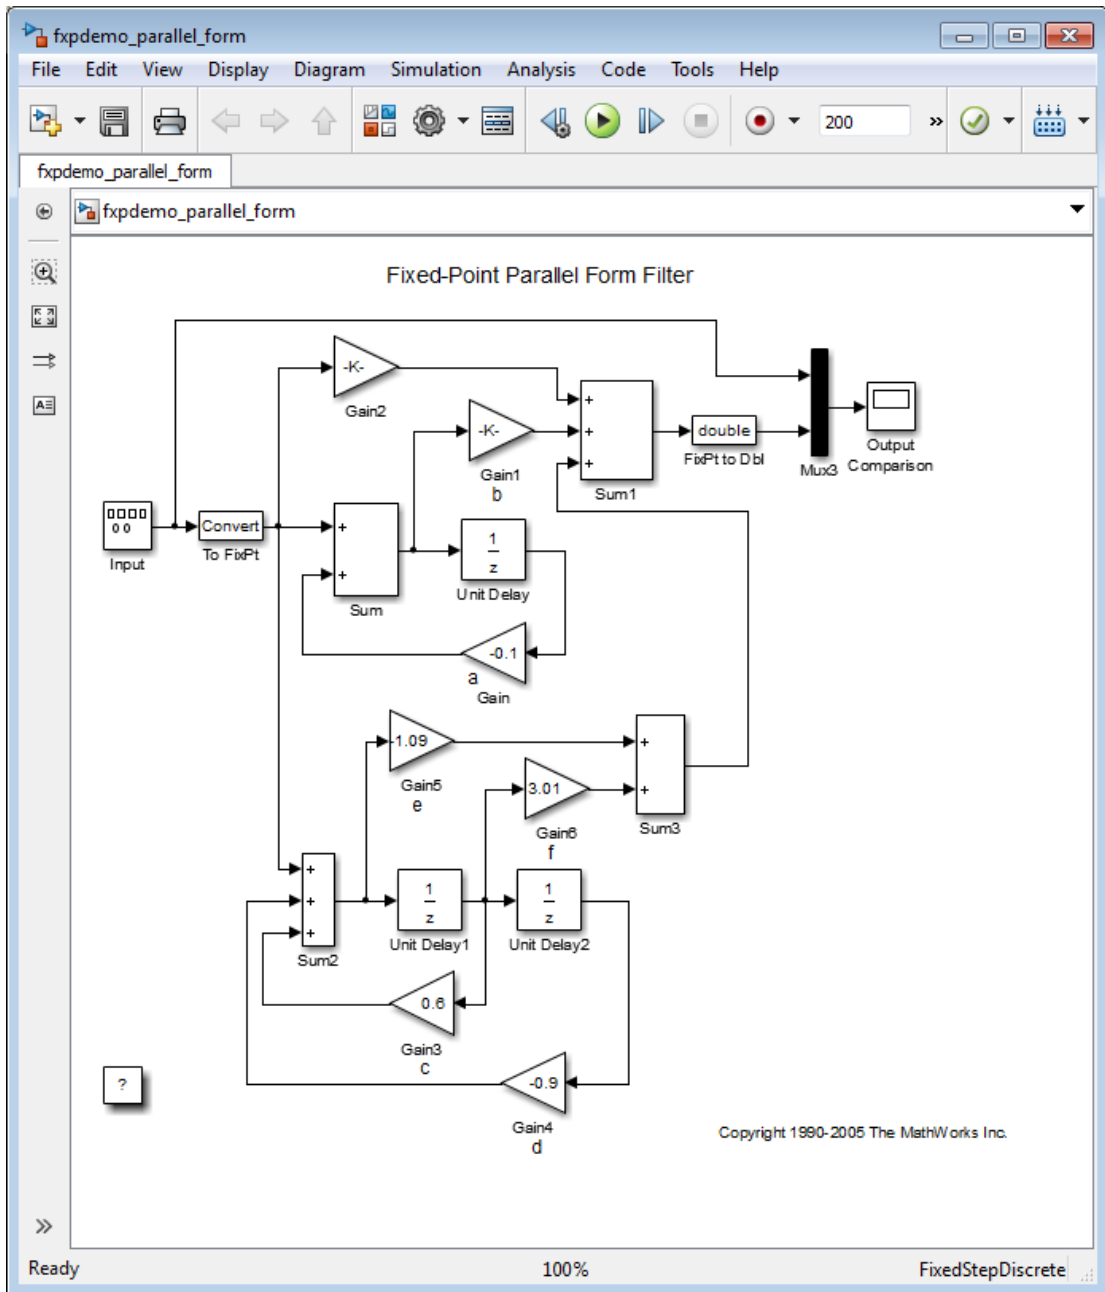 fxpdemo_parallel_form
File Edit View Display Diagram Simulation Analysis Code Tools Help
200 »
fxpdemo_parallel_form
fxpdemo_parallel_form
Fixed-Point Parallel Form Filter
-K-
Gain2
-K-
Gain1
b
+
+
+
Sum1
double
FixPt to Dbl
Mux3
Output
Comparison
Input
Convert
To FixPt
+
+
Sum
1
z
Unit Delay
-0.1
a
Gain
-1.09
Gain5
e
3.01
Gain6
f
+
+
Sum3
+
+
+
Sum2
1
z
Unit Delay1
1
z
Unit Delay2
0.6
Gain3
c
-0.9
Gain4
d
?
Copyright 1990-2005 The MathWorks Inc.
»
Ready 100% FixedStepDiscrete